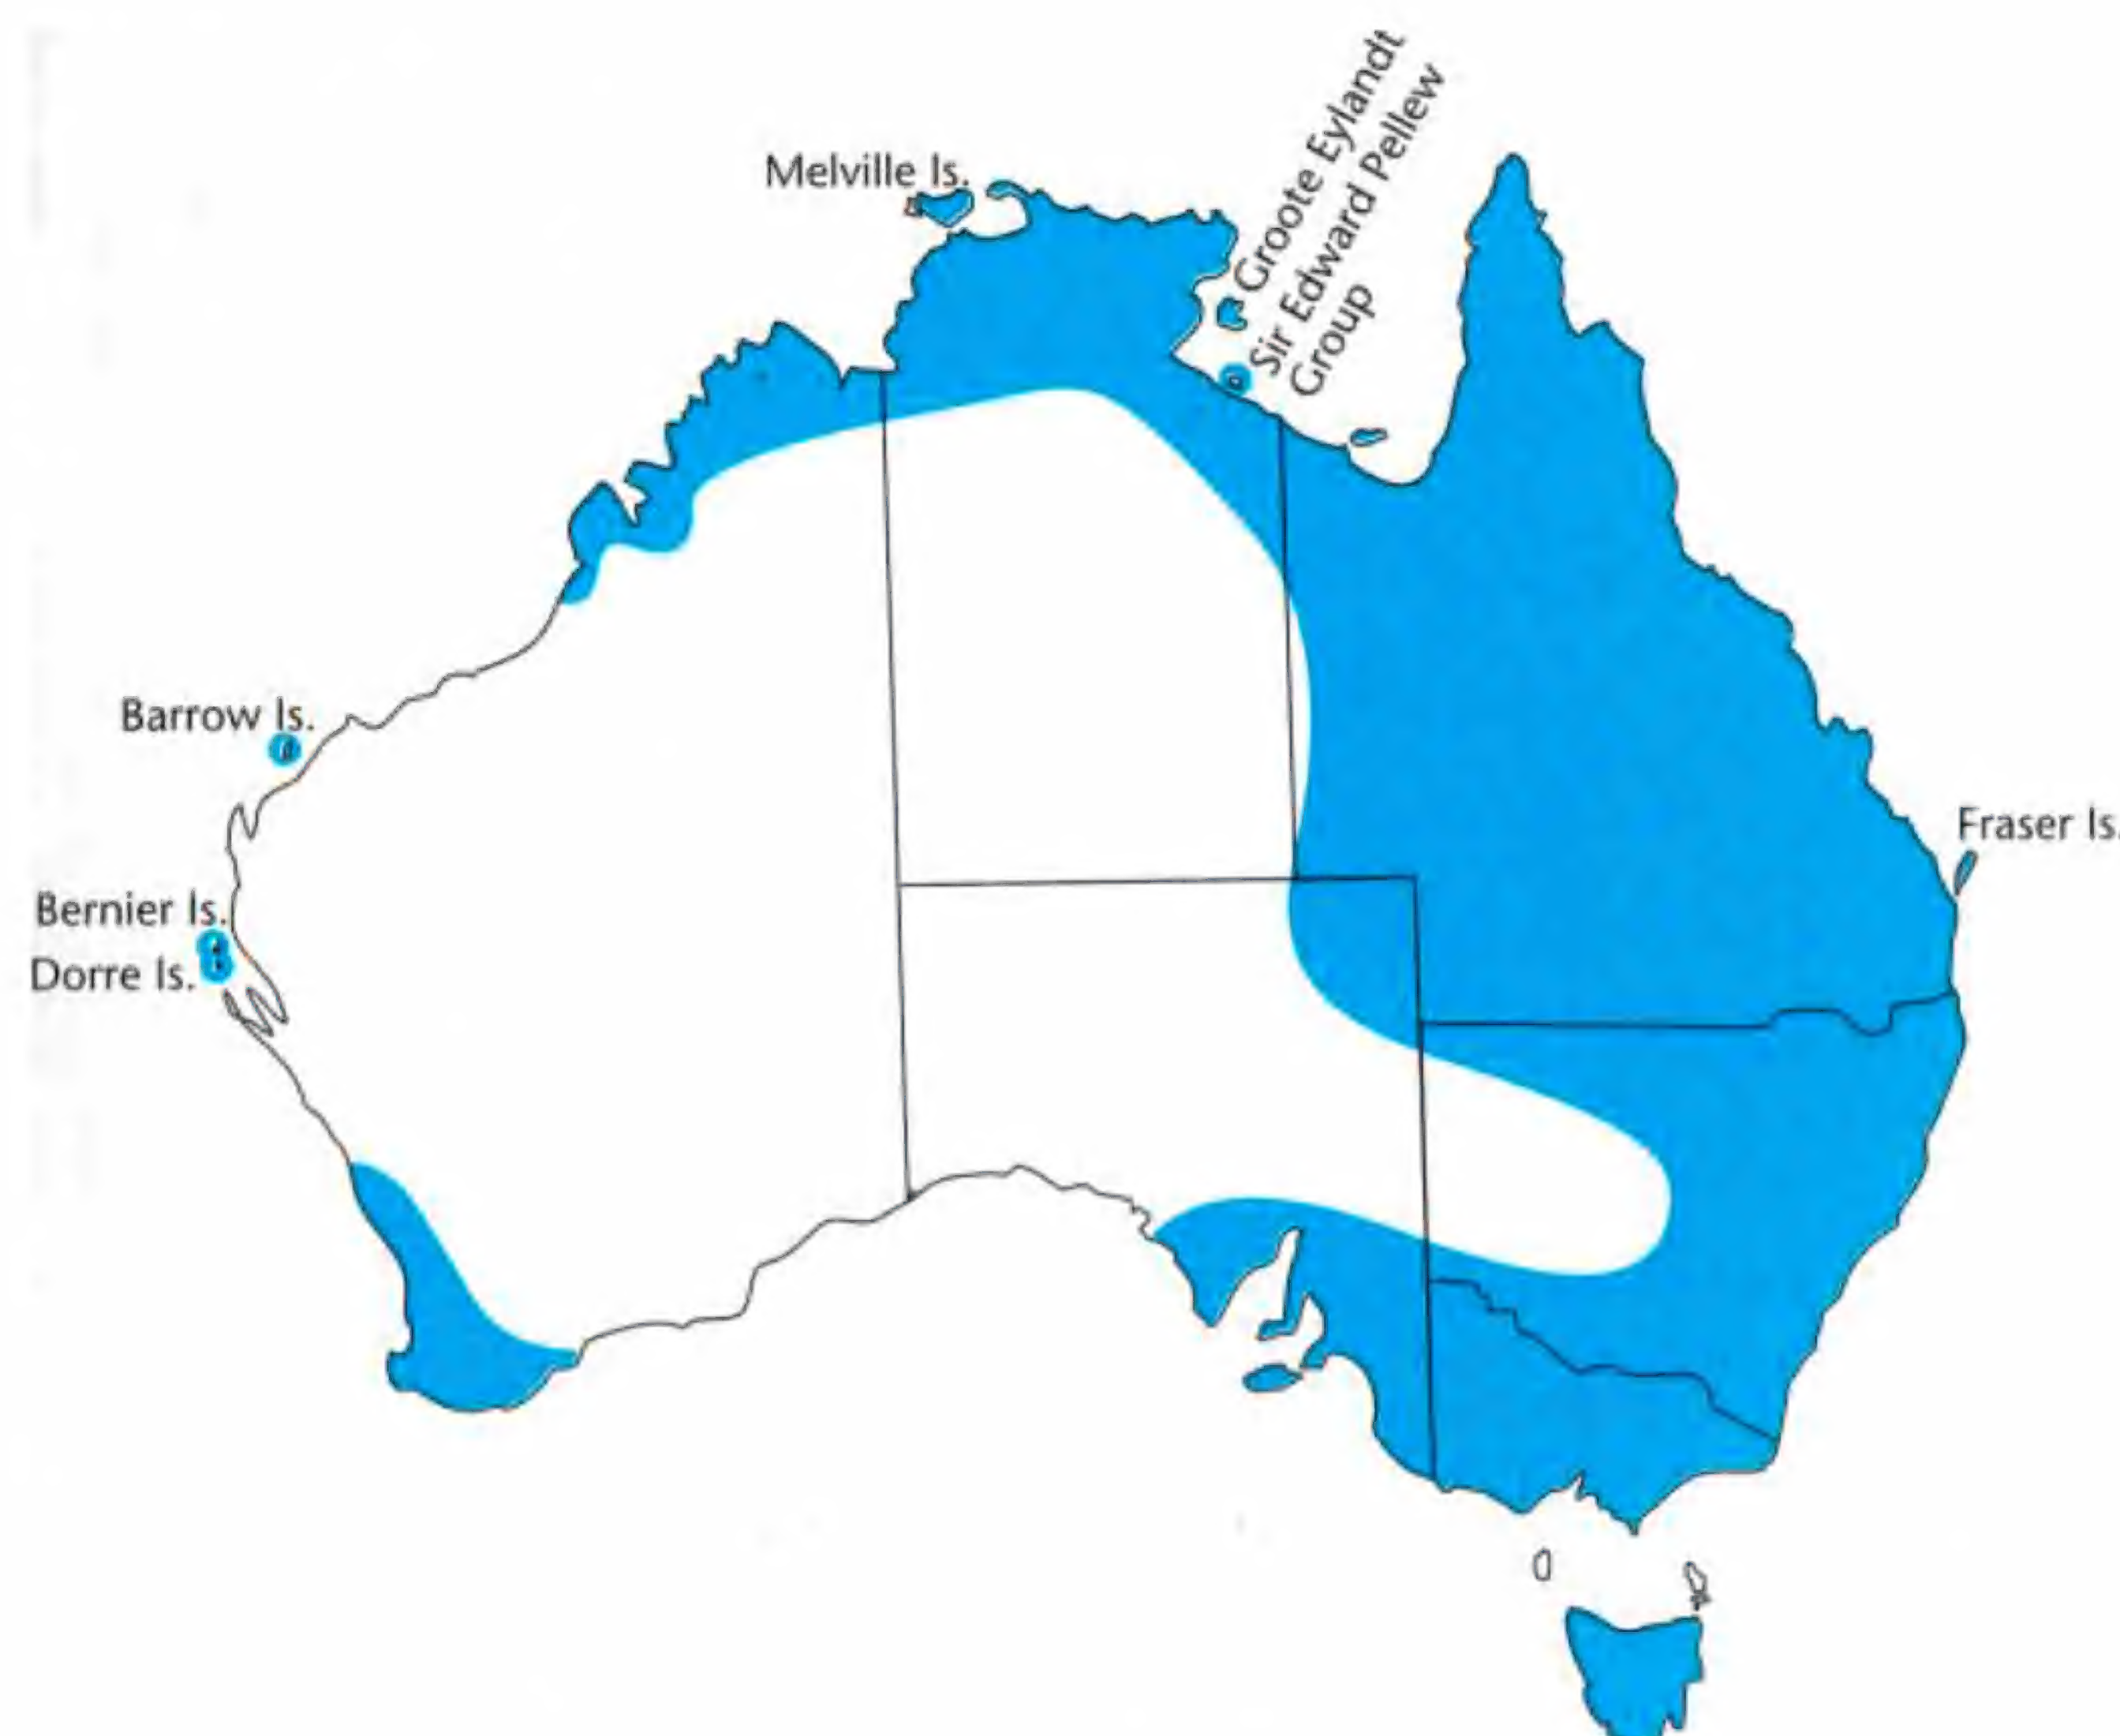 Groote Eylandt
Sir Edward Pellew
Group
Melville Is.
Barrow Is.
Fraser Is.
Bernier Is.
Dorre Is.